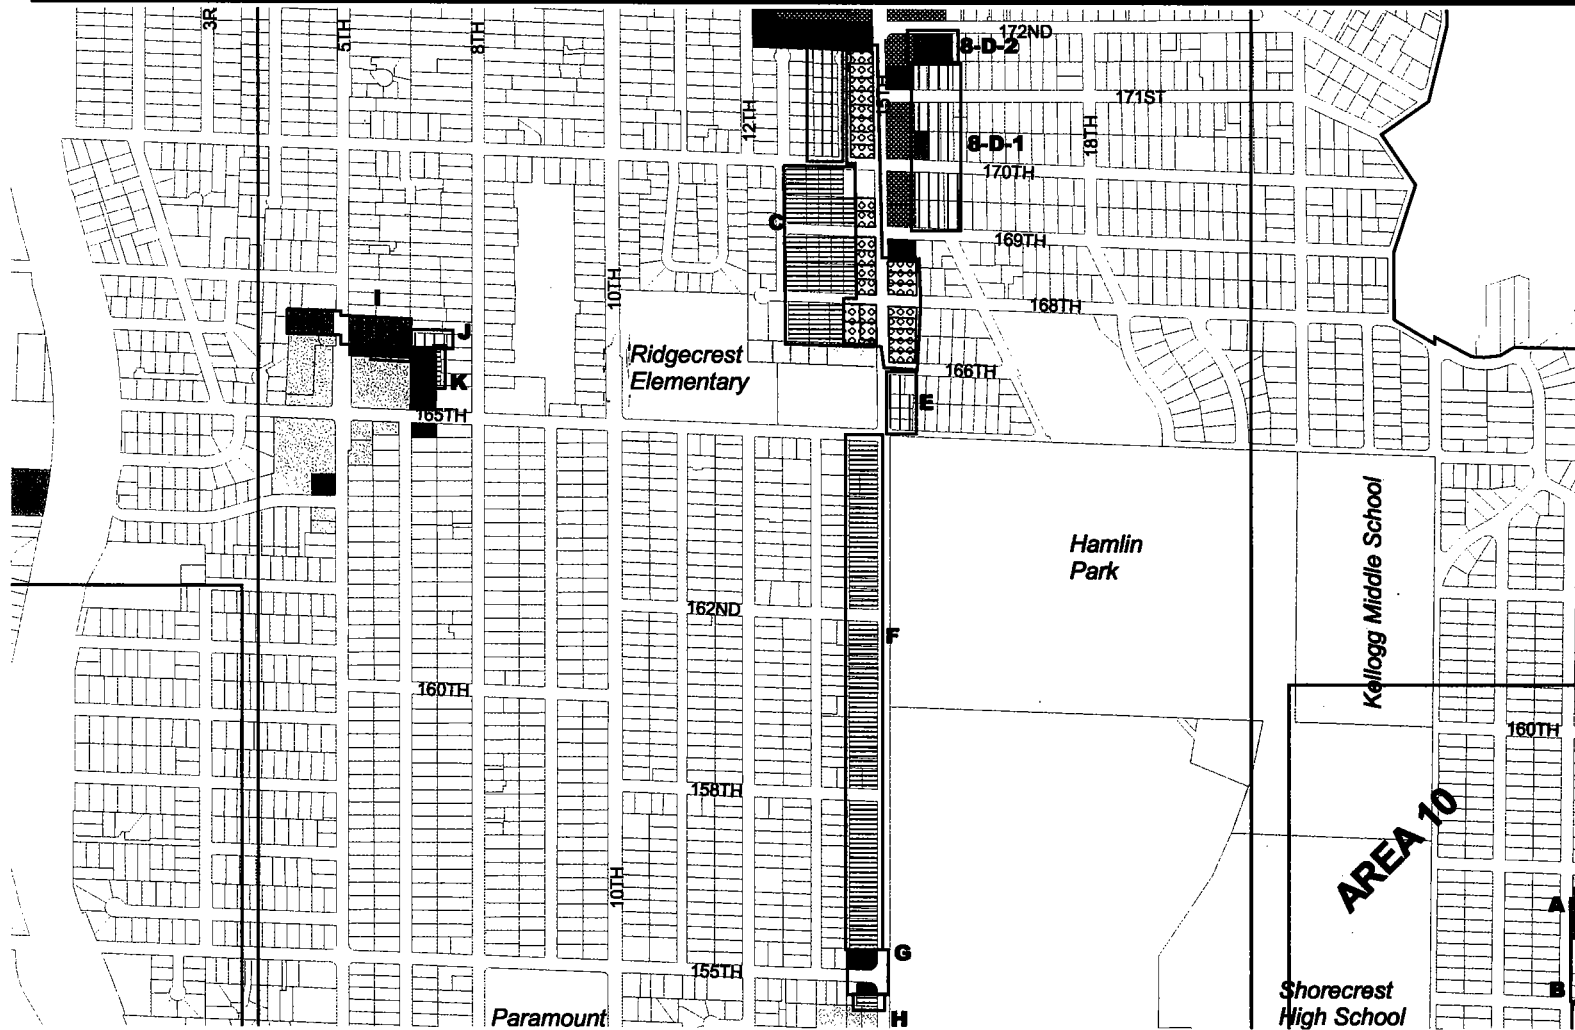 3R
5TH
8TH
172ND
8-D-2
15TH
171ST
12TH
18TH
8-D-1
170TH
C
169TH
10TH
I
168TH
J
Ridgecrest
Elementary
166TH
K
E
165TH
Hamlin
Park
Kellogg Middle School
162ND
F
160TH
160TH
158TH
AREA 10
10TH
A
G
155TH
B
Shorecrest
High School
Paramount
H